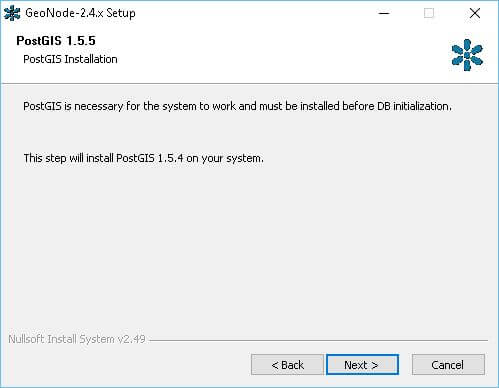 GeoNode-2.4.x Setup
PostGIS 1.5.5
PostGIS Installation
PostGIS is necessary for the system to work and must be installed before DB initialization.
This step will install PostGIS 1.5.4 on your system.
Nullsoft Install System v2.49
< Back
Next >
Cancel